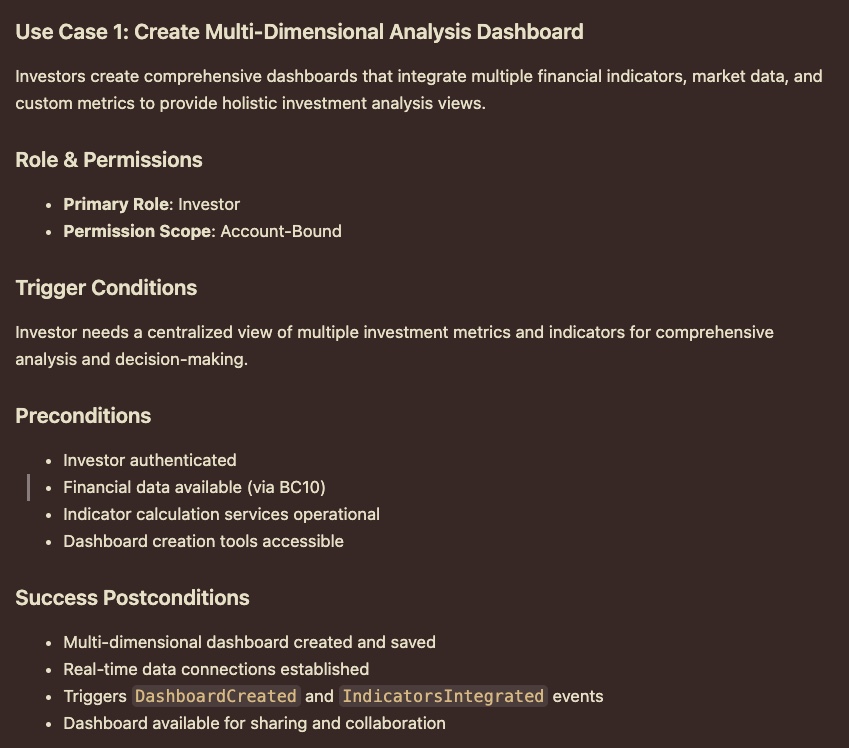 Use Case 1: Create Multi-Dimensional Analysis Dashboard
Investors create comprehensive dashboards that integrate multiple financial indicators, market data, and
custom metrics to provide holistic investment analysis views.
Role & Permissions
• Primary Role: Investor
• Permission Scope: Account-Bound
Trigger Conditions
Investor needs a centralized view of multiple investment metrics and indicators for comprehensive
analysis and decision-making.
Preconditions
• Investor authenticated
• Financial data available (via BC10)
• Indicator calculation services operational
• Dashboard creation tools accessible
Success Postconditions
• Multi-dimensional dashboard created and saved
• Real-time data connections established
• Triggers DashboardCreated and IndicatorsIntegrated events
• Dashboard available for sharing and collaboration